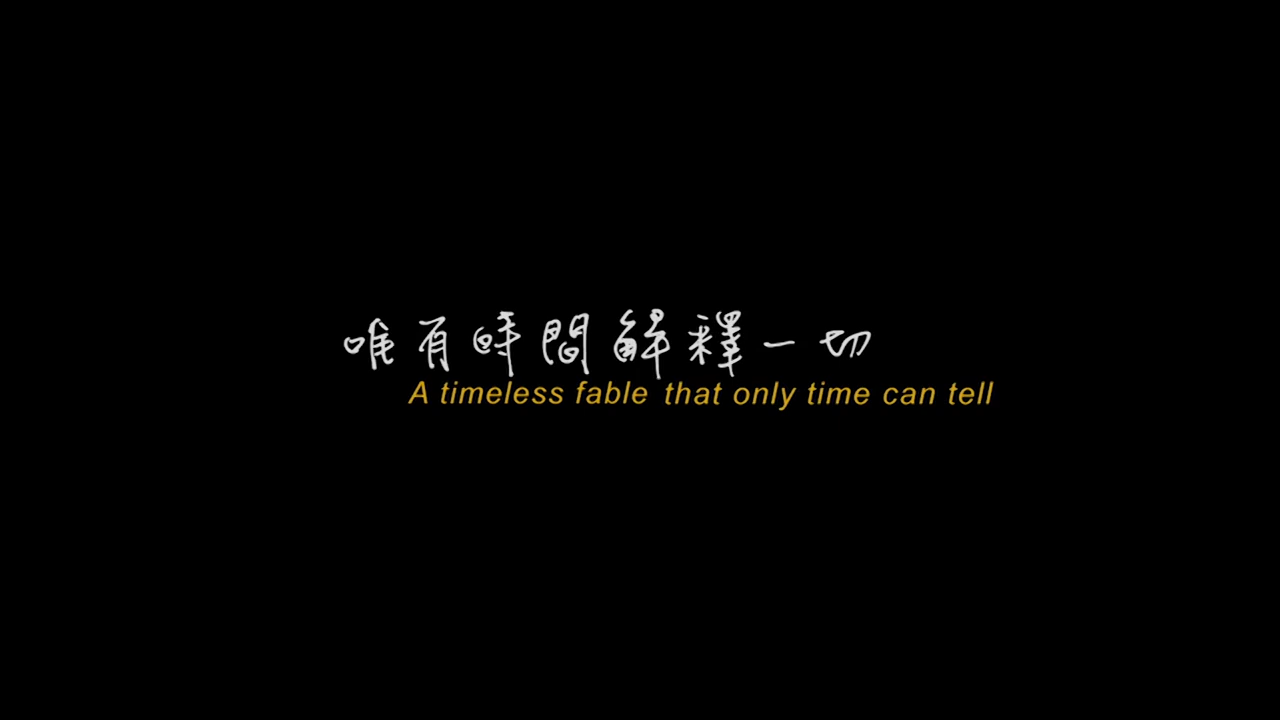 唯有時間解釋一切
A timeless fable that only time can tell